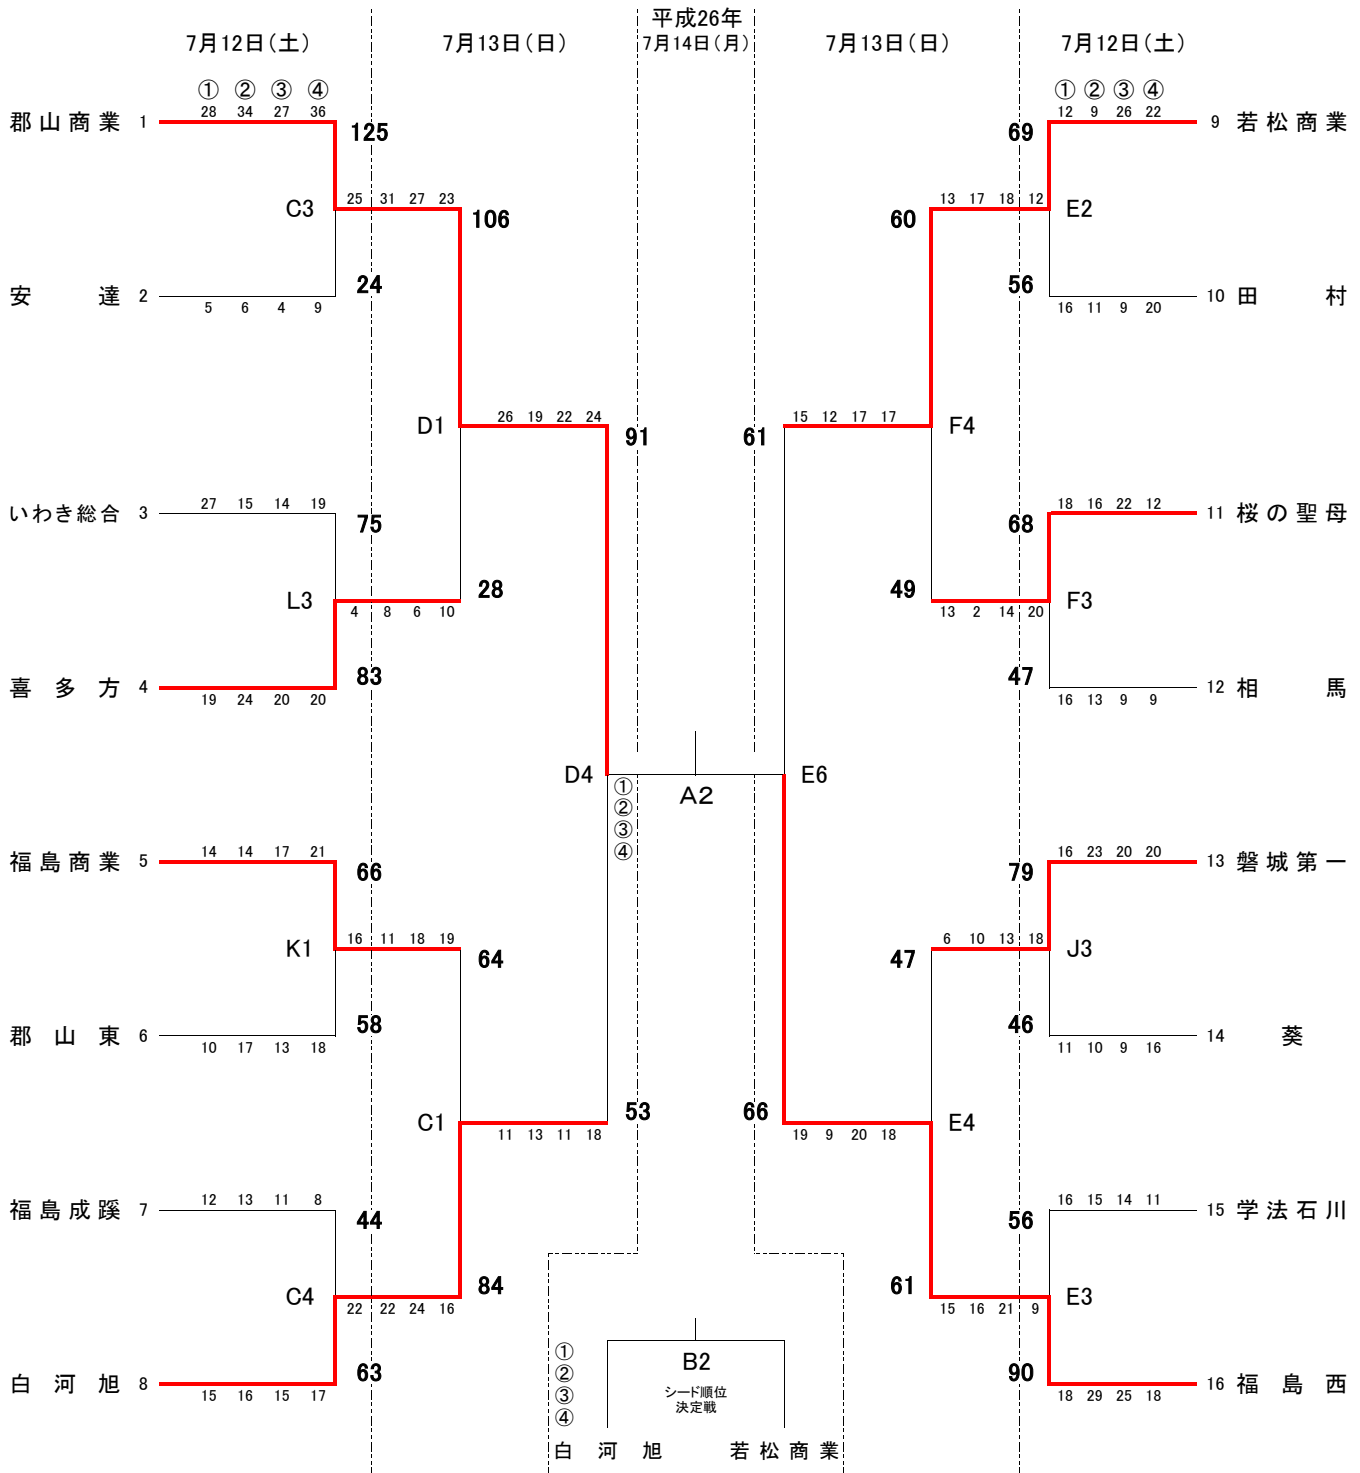 平成26年
7月12日(土) 7月13日(日) 7月14日(月) 7月13日(日) 7月12日(土)
① ② ③ ④ ① ② ③ ④
28 34 27 36 12 9 26 22
郡山商業 1 125 69 9 若松商業
25 31 27 23 13 17 18 12
C3 106 60 E2
安達 2 24 56 10 田村
5 6 4 9 16 11 9 20
26 19 22 24 15 12 17 17
D1 91 61 F4
27 15 14 19 18 16 22 12
いわき総合 3 75 68 11 桜の聖母
L3 28 49 F3
4 8 6 10 13 2 14 20
喜多方 4 83 47 12 相馬
19 24 20 20 16 13 9 9
D4 A2 E6
①
②
③
④
14 14 17 21 16 23 20 20
福島商業 5 66 79 13 磐城第一
16 11 18 19 6 10 13 18
K1 64 47 J3
郡山東 6 58 46 14 葵
10 17 13 18 11 10 9 16
C1 53 66 E4
11 13 11 18 19 9 20 18
12 13 11 8 16 15 14 11
福島成蹊 7 44 56 15 学法石川
C4 84 61 E3
22 22 24 16 15 16 21 9
白河旭 8 63 90 16 福島西
15 16 15 17 18 29 25 18
①
②
③
④
B2
シード順位
決定戦
白河旭 若松商業